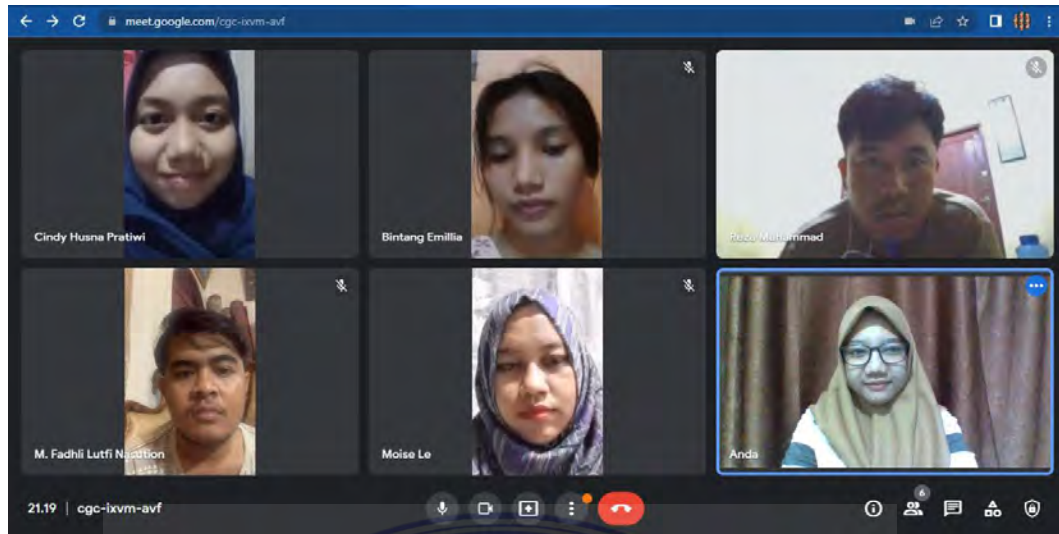 meet.google.com/cgc-ixvm-avf
Cindy Husna Pratiwi
Bintang Emillia
Muhammad
M. Fadhli Lutfi Nasution
Moise Le
Anda
21.19 | cgc-ixvm-avf
6